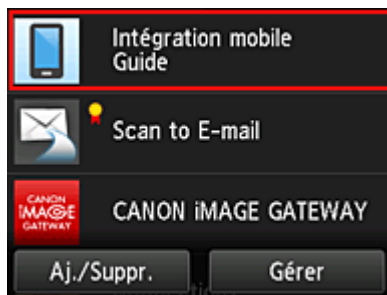 Intégration mobile
Guide
Scan to E-mail
CANON
iMAGE
GATEWAY
CANON iMAGE GATEWAY
Aj./Suppr.
Gérer